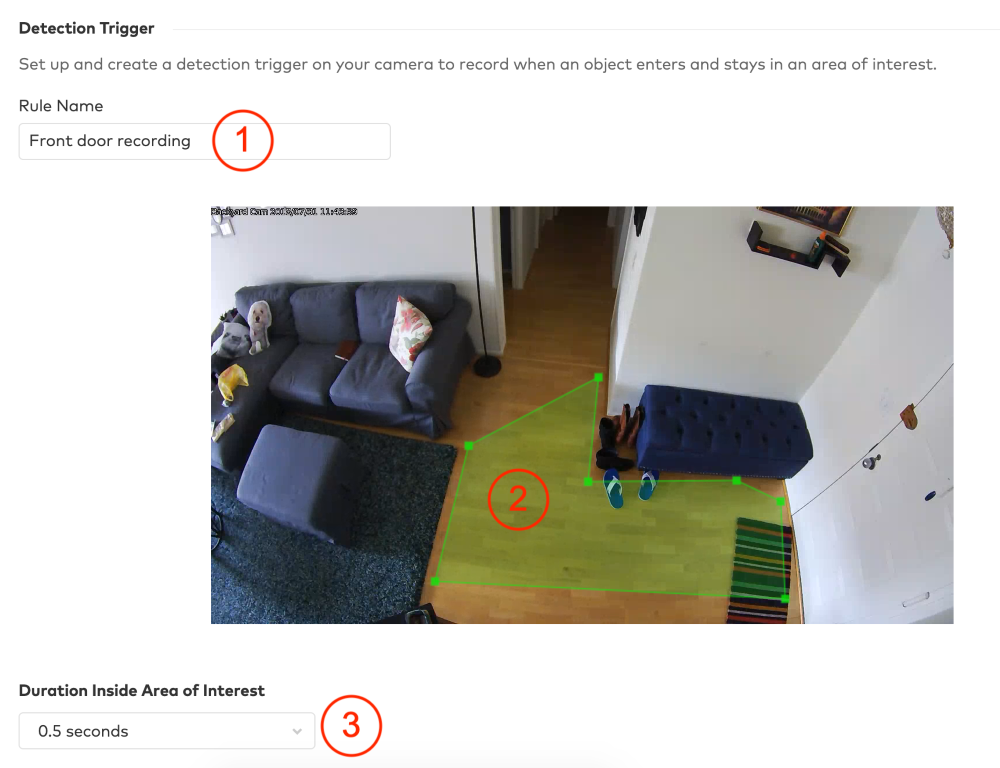 Detection Trigger
Set up and create a detection trigger on your camera to record when an object enters and stays in an area of interest.
Rule Name
Front door recording
1
Cam
2
Duration Inside Area of Interest
0.5 seconds
3